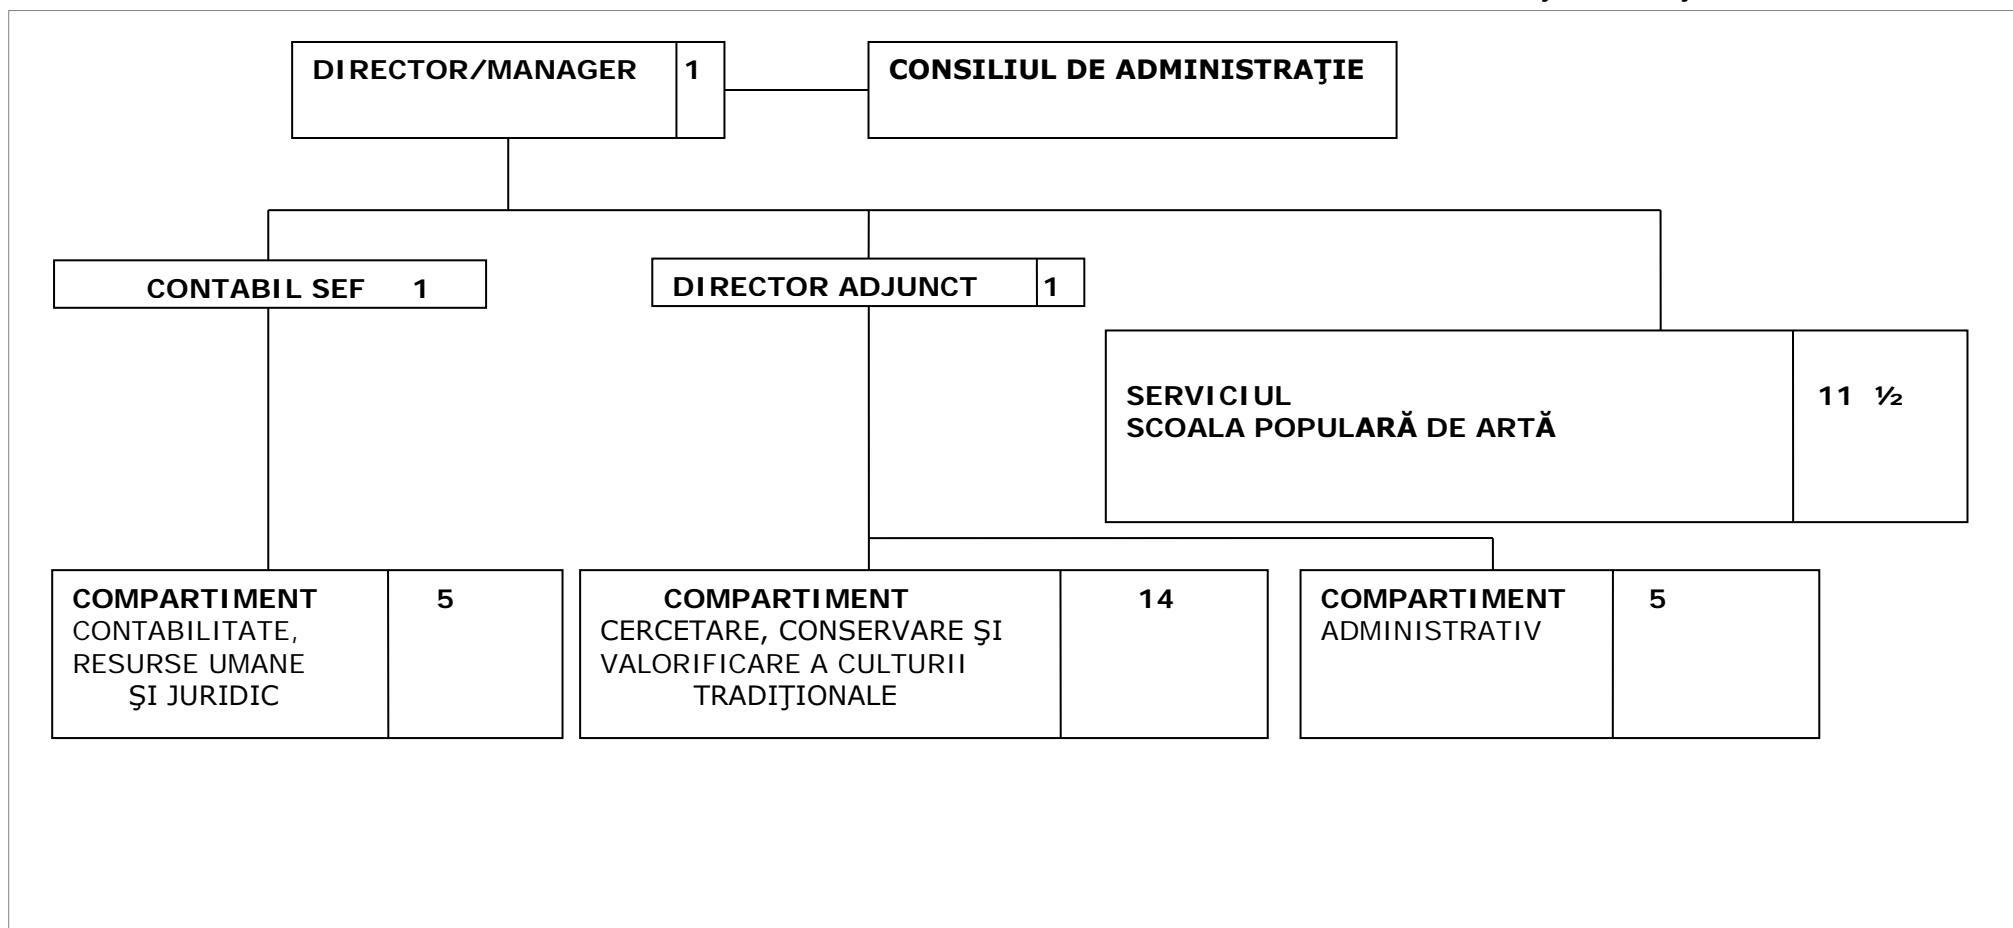 DIRECTOR/MANAGER 1
CONSILIUL DE ADMINISTRAŢIE
CONTABIL SEF 1
DIRECTOR ADJUNCT 1
SERVICIUL
SCOALA POPULARĂ DE ARTĂ
11 ½
COMPARTIMENT
CONTABILITATE,
RESURSE UMANE
ŞI JURIDIC
5
COMPARTIMENT
CERCETARE, CONSERVARE ŞI
VALORIFICARE A CULTURII
TRADIŢIONALE
14
COMPARTIMENT
ADMINISTRATIV
5